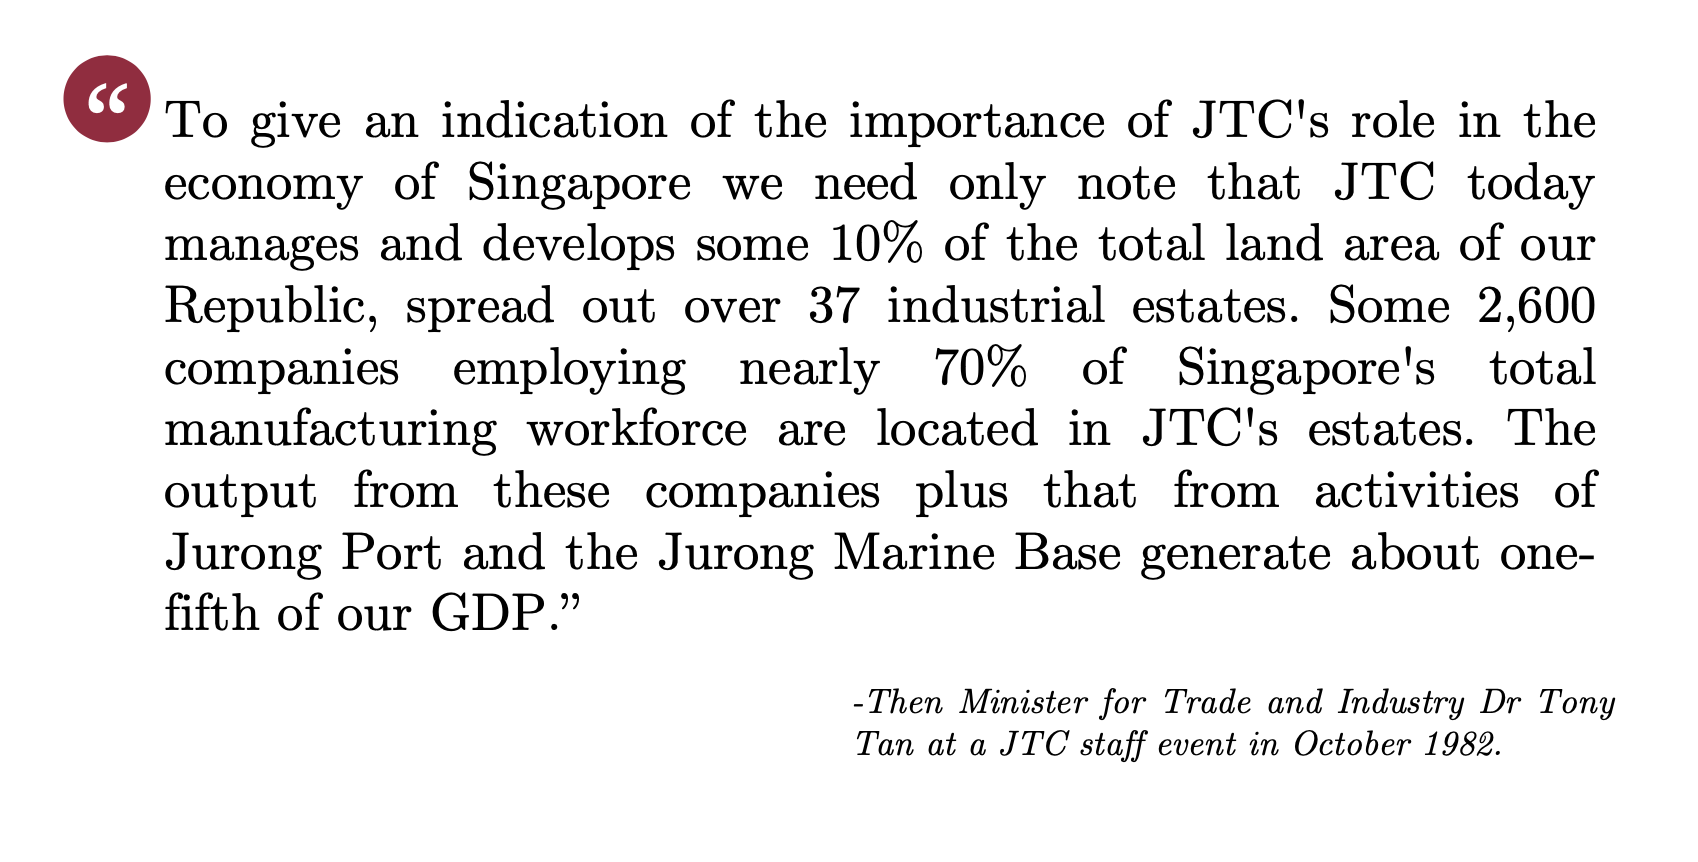 “
To give an indication of the importance of JTC's role in the
economy of Singapore we need only note that JTC today
manages and develops some 10% of the total land area of our
Republic, spread out over 37 industrial estates. Some 2,600
companies employing nearly 70% of Singapore's total
manufacturing workforce are located in JTC's estates. The
output from these companies plus that from activities of
Jurong Port and the Jurong Marine Base generate about one-
fifth of our GDP.”
-Then Minister for Trade and Industry Dr Tony
Tan at a JTC staff event in October 1982.